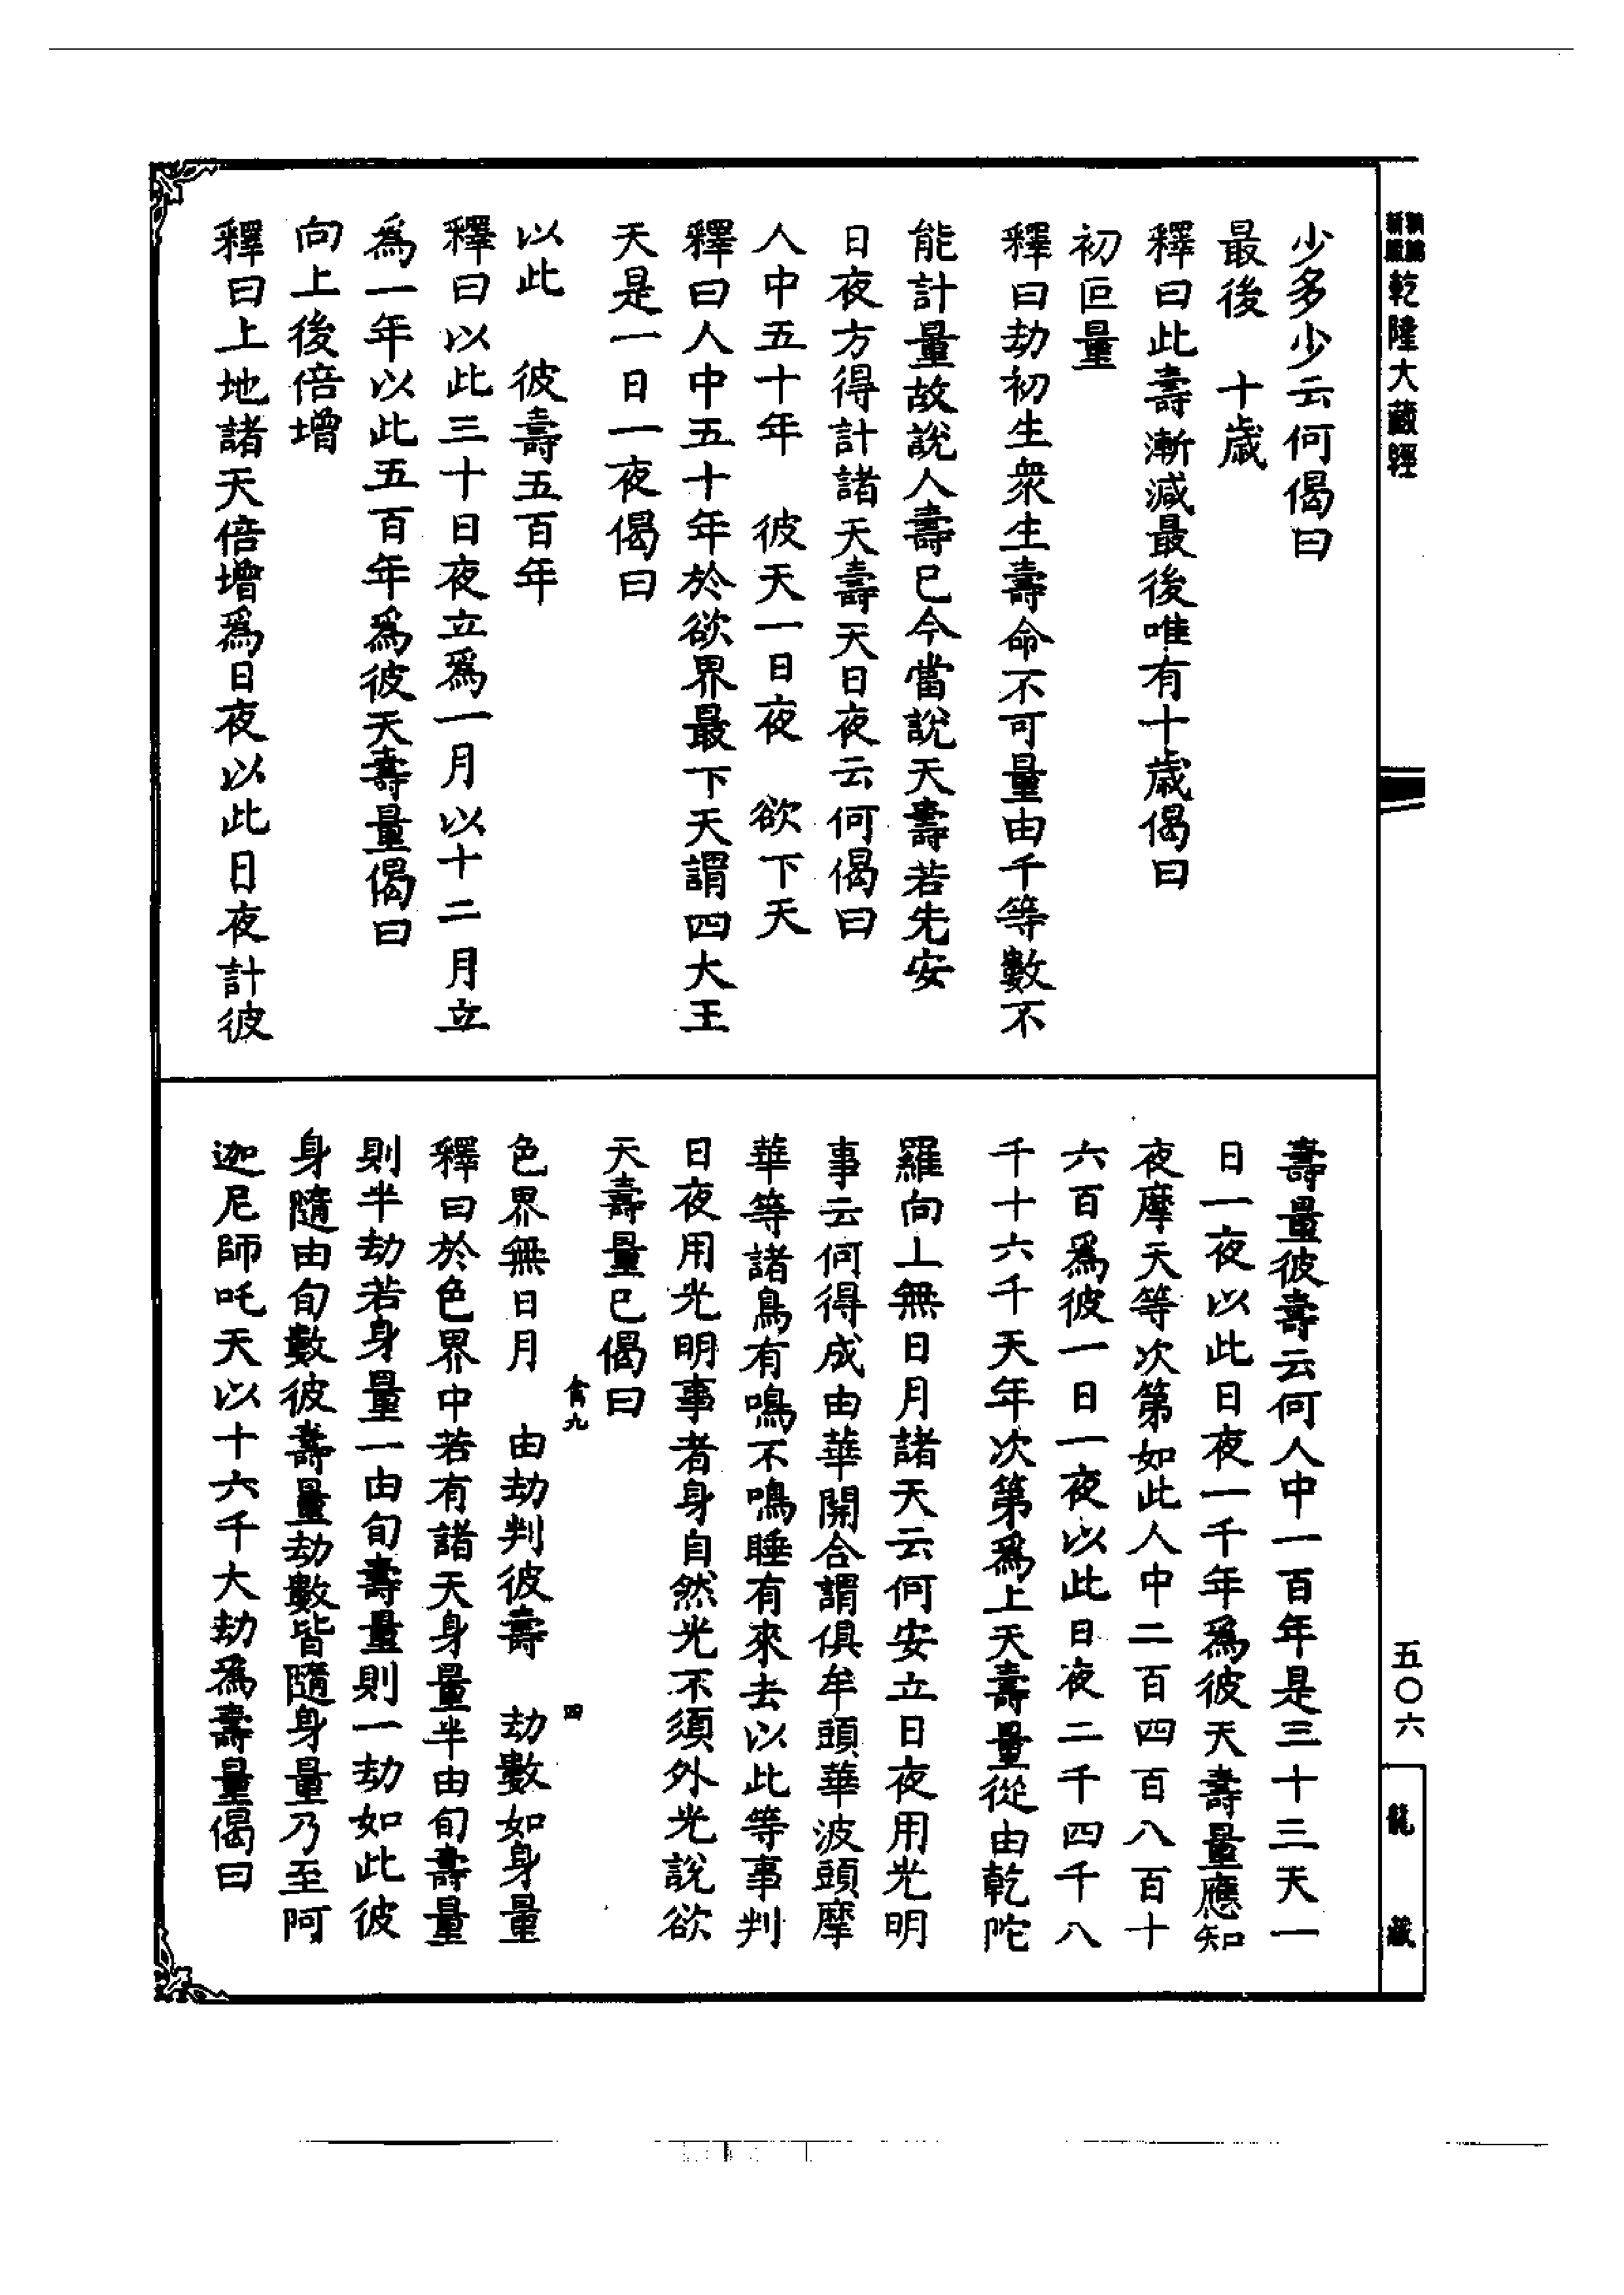 乾隆大藏經
五〇六
龍藏
少多少云何偈曰
最後　十歲
釋曰此壽漸減最後唯有十歲偈曰
初叵量
釋曰劫初生衆生壽命不可量由千等數不
能計量故說人壽已今當說天壽若先安
日夜方得計諸天壽天日夜云何偈曰
人中五十年　彼天一日夜　欲下天
釋曰人中五十年於欲界最下天謂四大王
天是一日一夜偈曰
以此　彼壽五百年
釋曰以此三十日夜立爲一月以十二月立
爲一年以此五百年爲彼天壽量偈曰
向上後倍增
釋曰上地諸天倍增爲日夜以此日夜計彼
壽量彼壽云何人中一百年是三十三天一
日一夜以此日夜一千年爲彼天壽量應知
夜摩天等次第如此人中二百四百八百十
六百爲彼一日一夜以此日夜二千四千八
千十六千天年次第爲上天壽量從由乾陀
羅向上無日月諸天云何安立日夜用光明
事云何得成由華開合謂俱牟頭華波頭摩
華等諸鳥有鳴不鳴睡有來去以此等事判
日夜用光明事者身自然光不須外光說欲
天壽量已偈曰
禽九
四
色界無日月　由劫判彼壽　劫數如身量
釋曰於色界中若有諸天身量半由旬壽量
則半劫若身量一由旬壽量則一劫如此彼
身隨由旬數彼壽量劫數皆隨身量乃至阿
迦尼師吒天以十六千大劫爲壽量偈曰